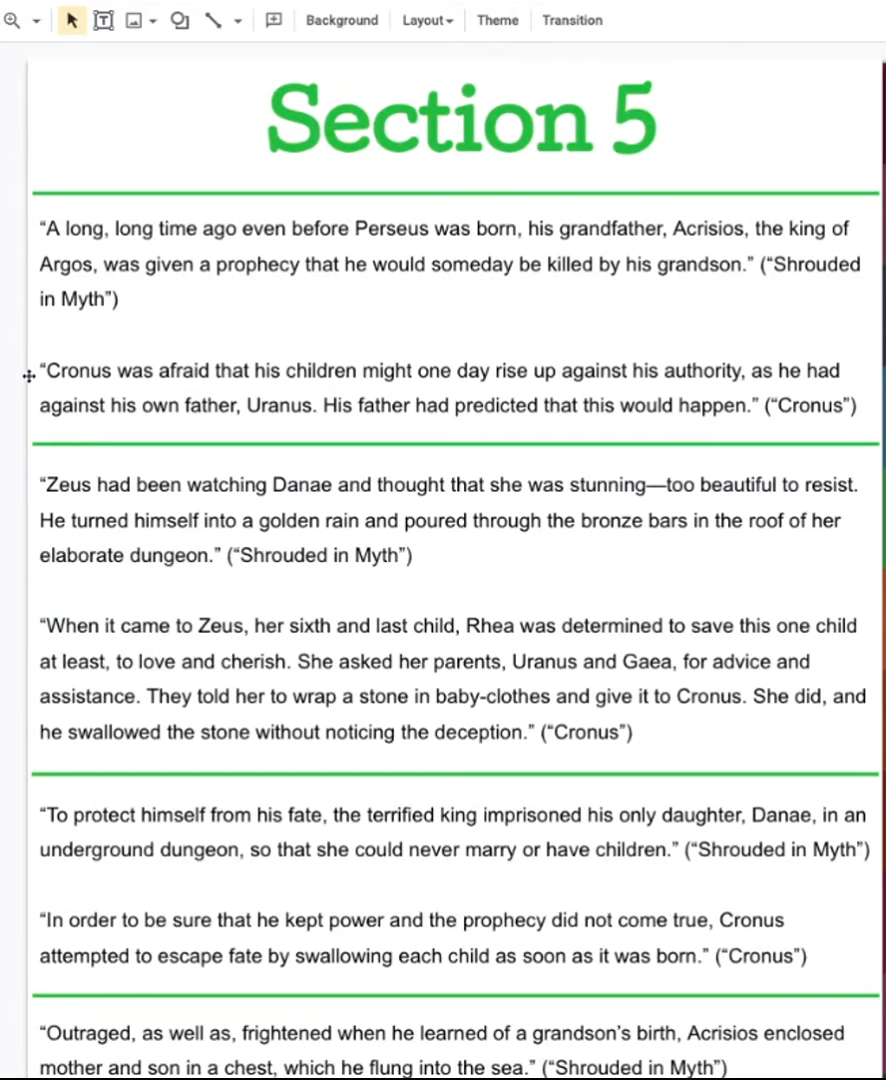 Background Layout Theme Transition
Section 5
“A long, long time ago even before Perseus was born, his grandfather, Acrisios, the king of
Argos, was given a prophecy that he would someday be killed by his grandson.” (“Shrouded
in Myth”)
“Cronus was afraid that his children might one day rise up against his authority, as he had
against his own father, Uranus. His father had predicted that this would happen.” (“Cronus”)
“Zeus had been watching Danae and thought that she was stunning—too beautiful to resist.
He turned himself into a golden rain and poured through the bronze bars in the roof of her
elaborate dungeon.” (“Shrouded in Myth”)
“When it came to Zeus, her sixth and last child, Rhea was determined to save this one child
at least, to love and cherish. She asked her parents, Uranus and Gaea, for advice and
assistance. They told her to wrap a stone in baby-clothes and give it to Cronus. She did, and
he swallowed the stone without noticing the deception.” (“Cronus”)
“To protect himself from his fate, the terrified king imprisoned his only daughter, Danae, in an
underground dungeon, so that she could never marry or have children.” (“Shrouded in Myth”)
“In order to be sure that he kept power and the prophecy did not come true, Cronus
attempted to escape fate by swallowing each child as soon as it was born.” (“Cronus”)
“Outraged, as well as, frightened when he learned of a grandson’s birth, Acrisios enclosed
mother and son in a chest, which he flung into the sea.” (“Shrouded in Myth”)